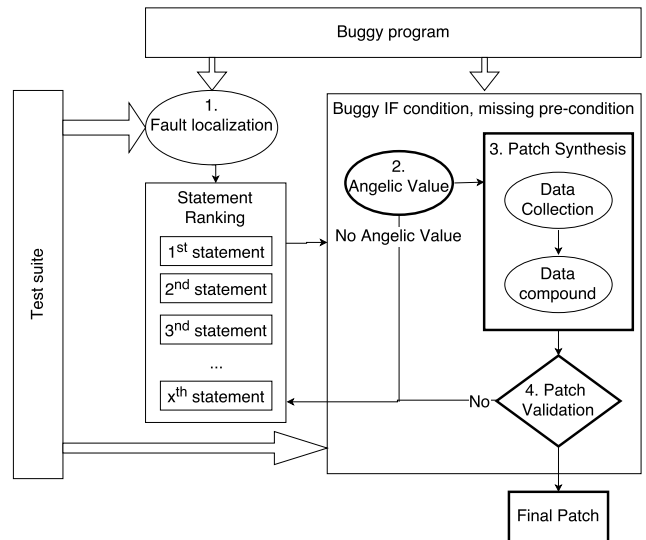 Buggy program
1.
Fault localization
Buggy IF condition, missing pre-condition
Test suite
Statement
Ranking
1st statement
2nd statement
3nd statement
...
xth statement
2.
Angelic Value
No Angelic Value
3. Patch Synthesis
Data
Collection
Data
compound
4. Patch
Validation
No
Final Patch